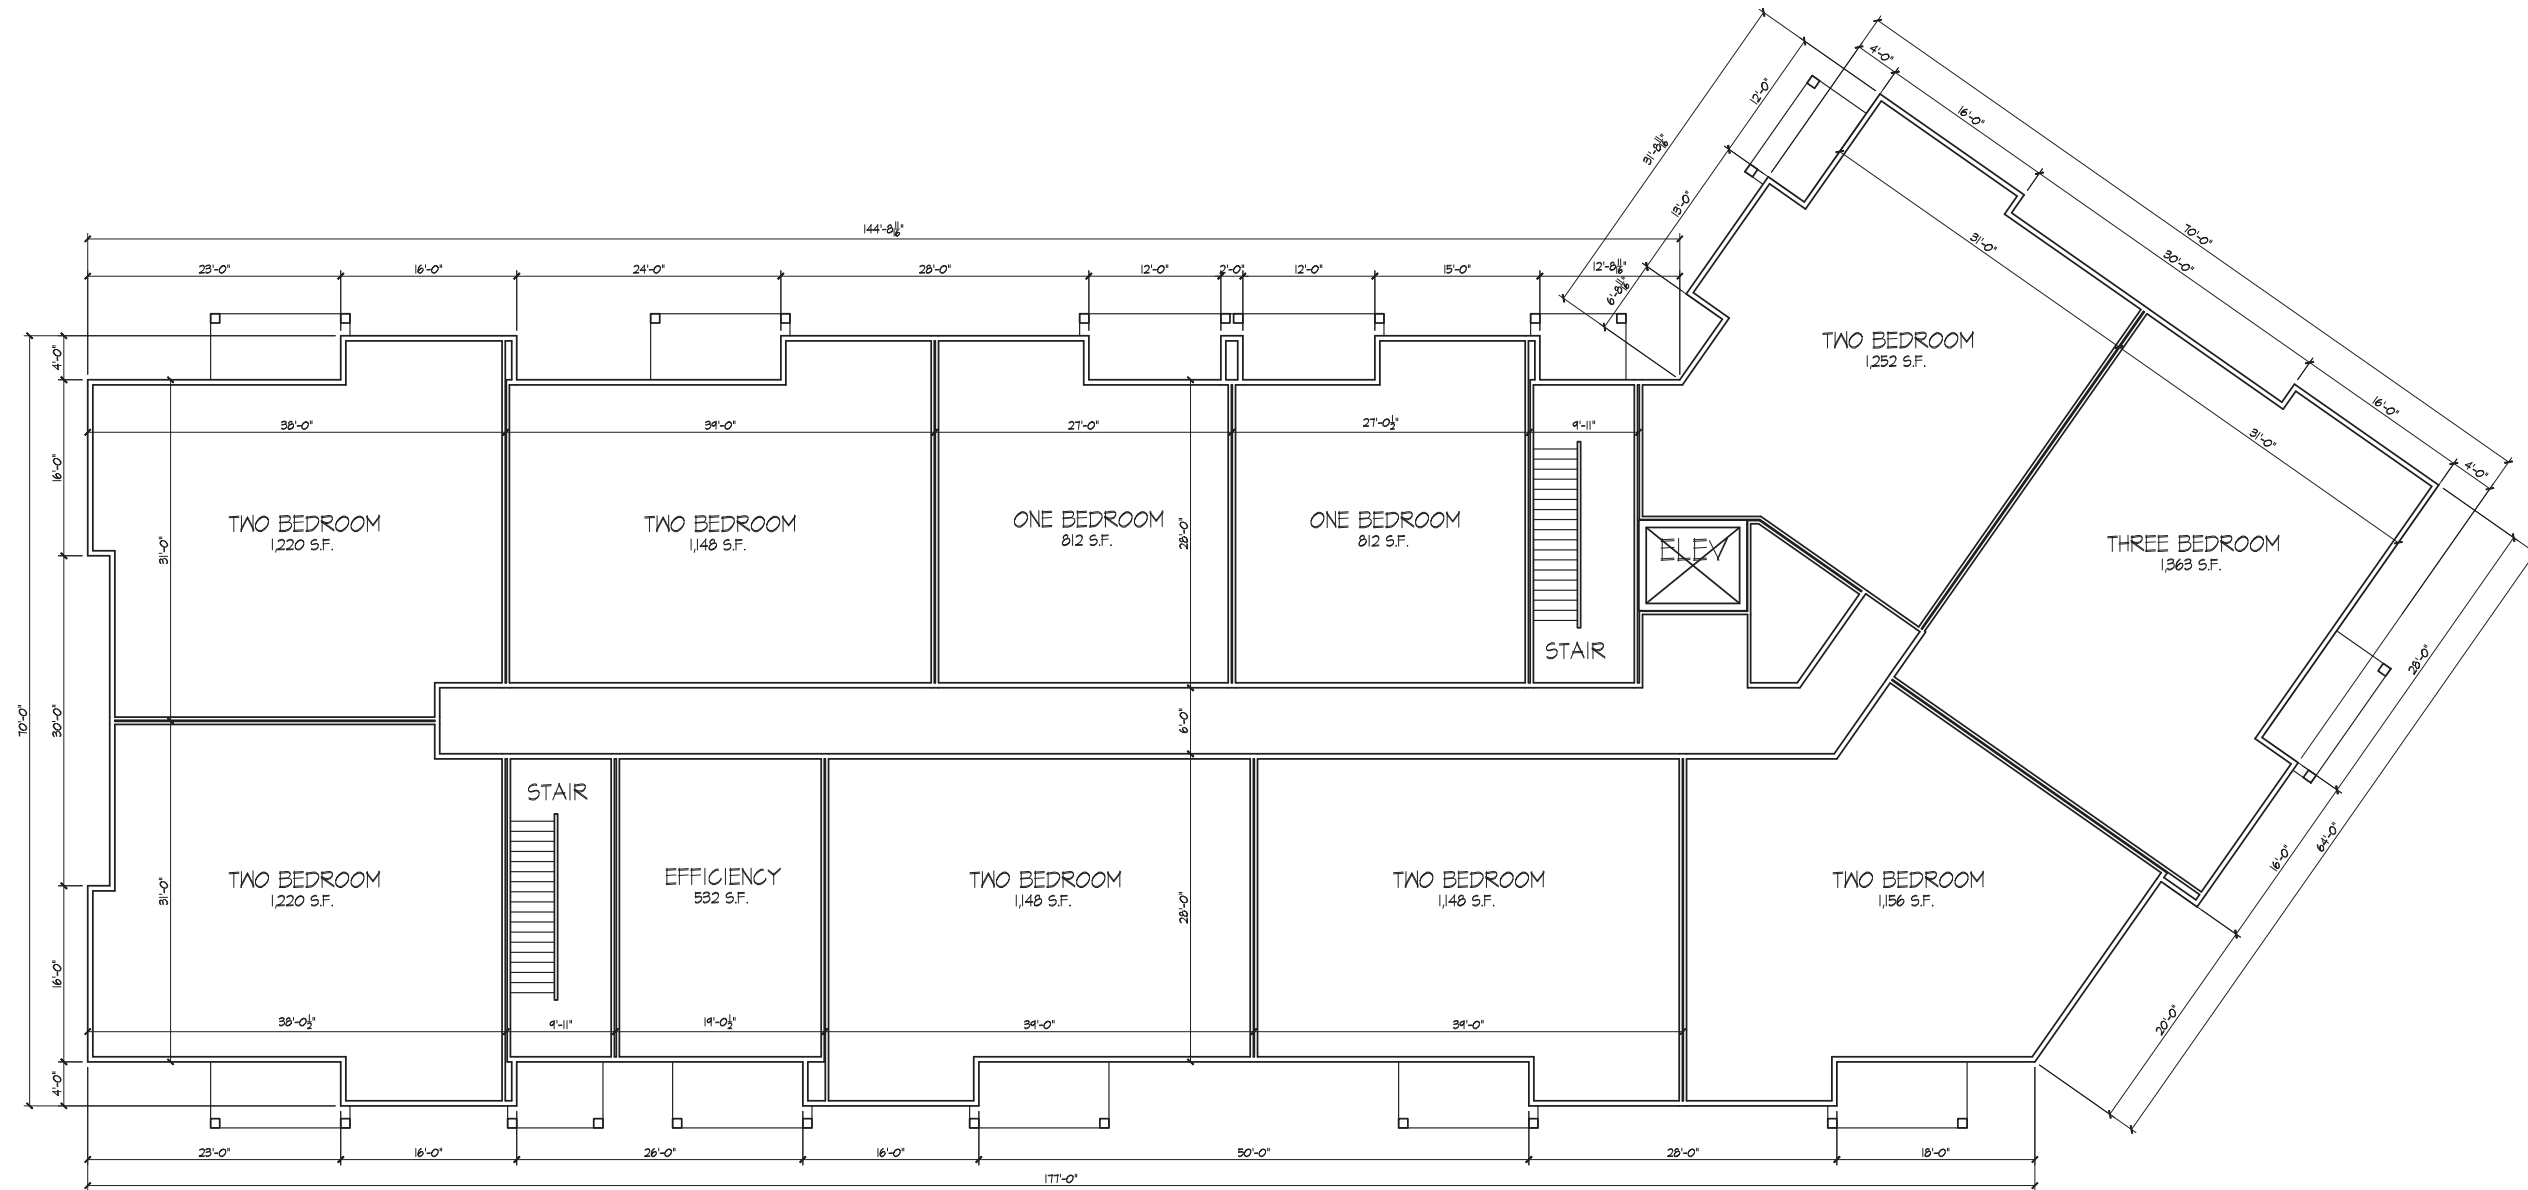 4'-0"
12'-0"
16'-0"
31'-8 11/16"
13'-0"
70'-0"
144'-8 11/16"
31'-0"
30'-0"
23'-0"
16'-0"
24'-0"
28'-0"
12'-0"
2'-0"
12'-0"
15'-0"
12'-8 11/16"
6'-8 11/16"
TWO BEDROOM
1,252 S.F.
4'-0"
16'-0"
38'-0"
39'-0"
27'-0"
27'-0 1/2"
9'-11"
31'-0"
16'-0"
4'-0"
TWO BEDROOM
1,220 S.F.
TWO BEDROOM
1,148 S.F.
ONE BEDROOM
812 S.F.
ONE BEDROOM
812 S.F.
ELEV
THREE BEDROOM
1,363 S.F.
31'-0"
28'-0"
STAIR
28'-0"
70'-0"
30'-0"
6'-0"
STAIR
64'-0"
16'-0"
TWO BEDROOM
1,220 S.F.
EFFICIENCY
532 S.F.
TWO BEDROOM
1,148 S.F.
TWO BEDROOM
1,148 S.F.
TWO BEDROOM
1,156 S.F.
31'-0"
28'-0"
16'-0"
38'-0 1/2"
9'-11"
19'-0 1/2"
39'-0"
39'-0"
20'-0"
4'-0"
23'-0"
16'-0"
26'-0"
16'-0"
50'-0"
28'-0"
18'-0"
177'-0"